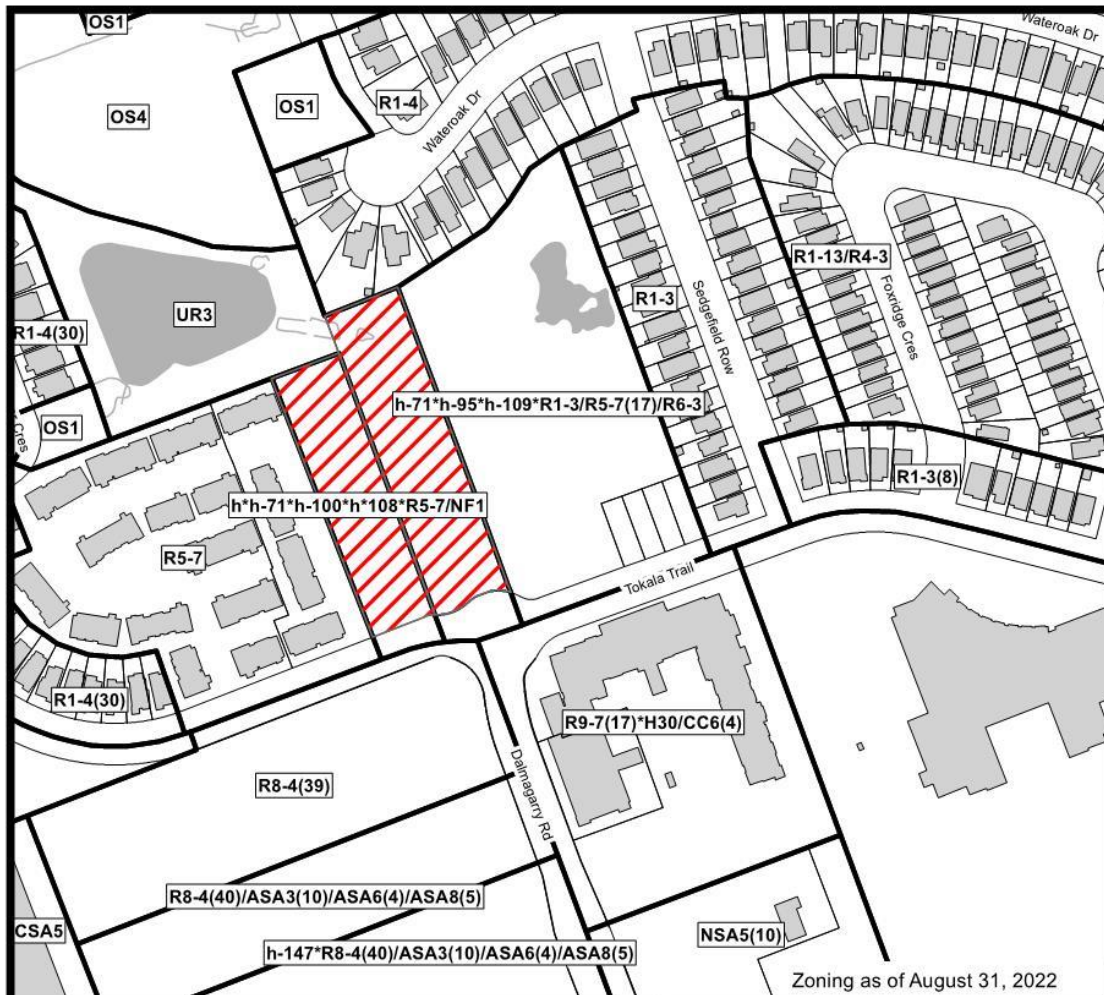 OS1
Wateroak Dr
OS4
OS1
R1-4
Wateroak Dr
R1-13/R4-3
R1-3
UR3
R1-4(30)
Sedgefield Row
Foxridge Cres
h-71*h-95*h-109*R1-3/R5-7(17)/R6-3
OS1
Cres
R1-3(8)
h*h-71*h-100*h*108*R5-7/NF1
R5-7
Tokala Trail
R1-4(30)
R9-7(17)*H30/CC6(4)
R8-4(39)
Dalmagarry Rd
R8-4(40)/ASA3(10)/ASA6(4)/ASA8(5)
CSA5
NSA5(10)
h-147*R8-4(40)/ASA3(10)/ASA6(4)/ASA8(5)
Zoning as of August 31, 2022